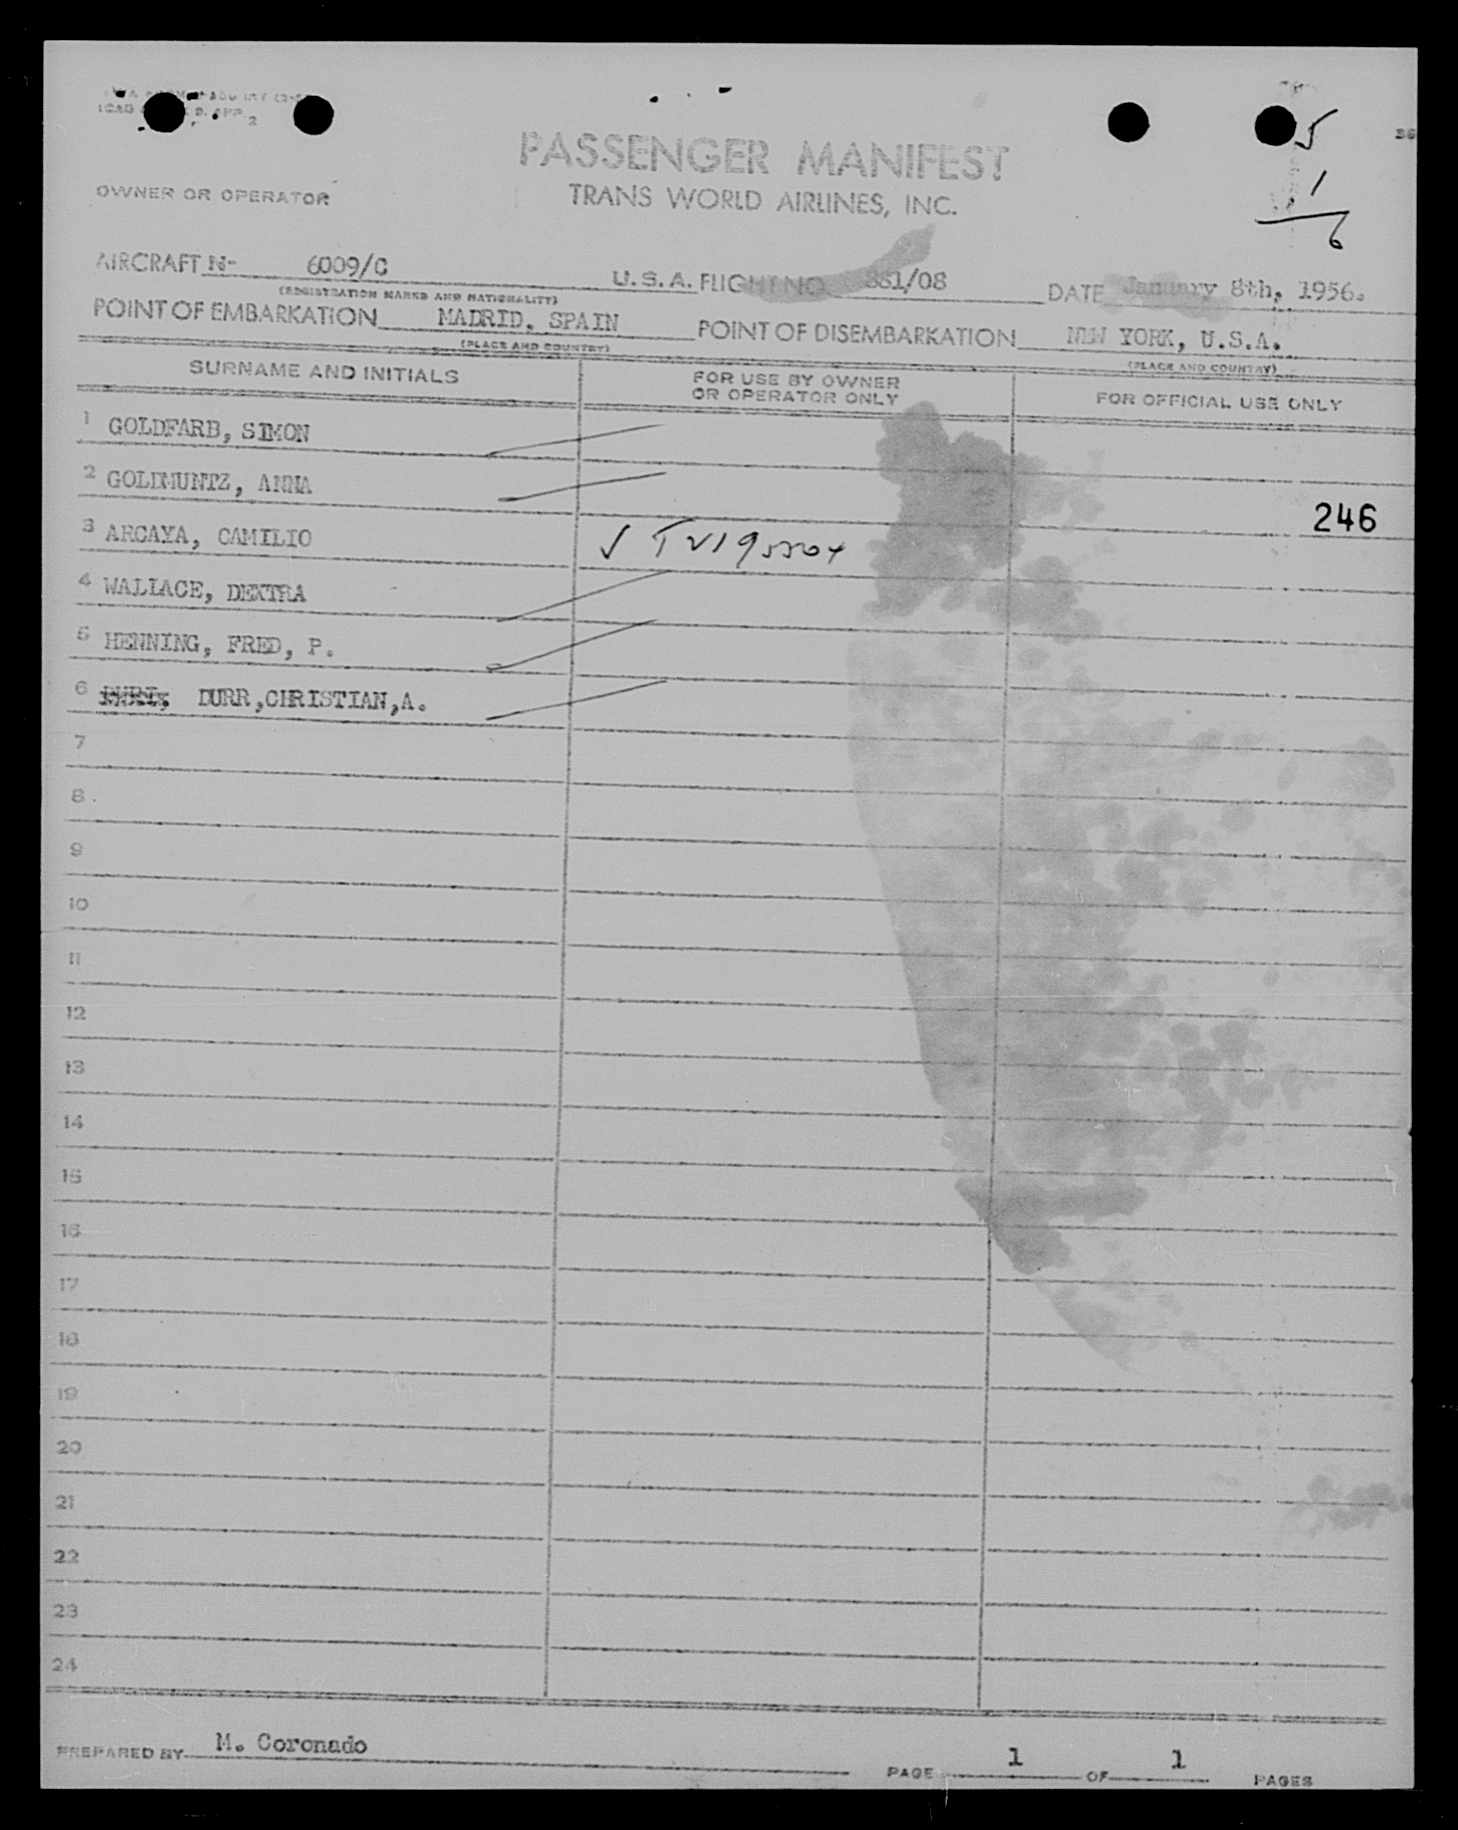 5
1
6
PASSENGER MANIFEST
TRANS WORLD AIRLINES, INC.
OWNER OR OPERATOR
AIRCRAFT N- 6009/C U.S.A. FLIGHT NO. 881/08 DATE January 8th, 1956.
(REGISTRATION MARKS AND NATIONALITY)
POINT OF EMBARKATION MADRID. SPAIN POINT OF DISEMBARKATION NEW YORK, U.S.A.
(PLACE AND COUNTRY) (PLACE AND COUNTRY)
SURNAME AND INITIALS FOR USE BY OWNER OR OPERATOR ONLY FOR OFFICIAL USE ONLY
1 GOLDFARB, SIMON
2 GOLDMUNTZ, ANNA
246
3 ARCAYA, CAMILIO
4 WALLACE, DEXTRA
5 HENNING, FRED, P.
6 DURR,CHRISTIAN,A.
7
8
9
10
11
12
13
14
15
16
17
18
19
20
21
22
23
24
PREPARED BY M. Coronado
PAGE 1 OF 1 PAGES